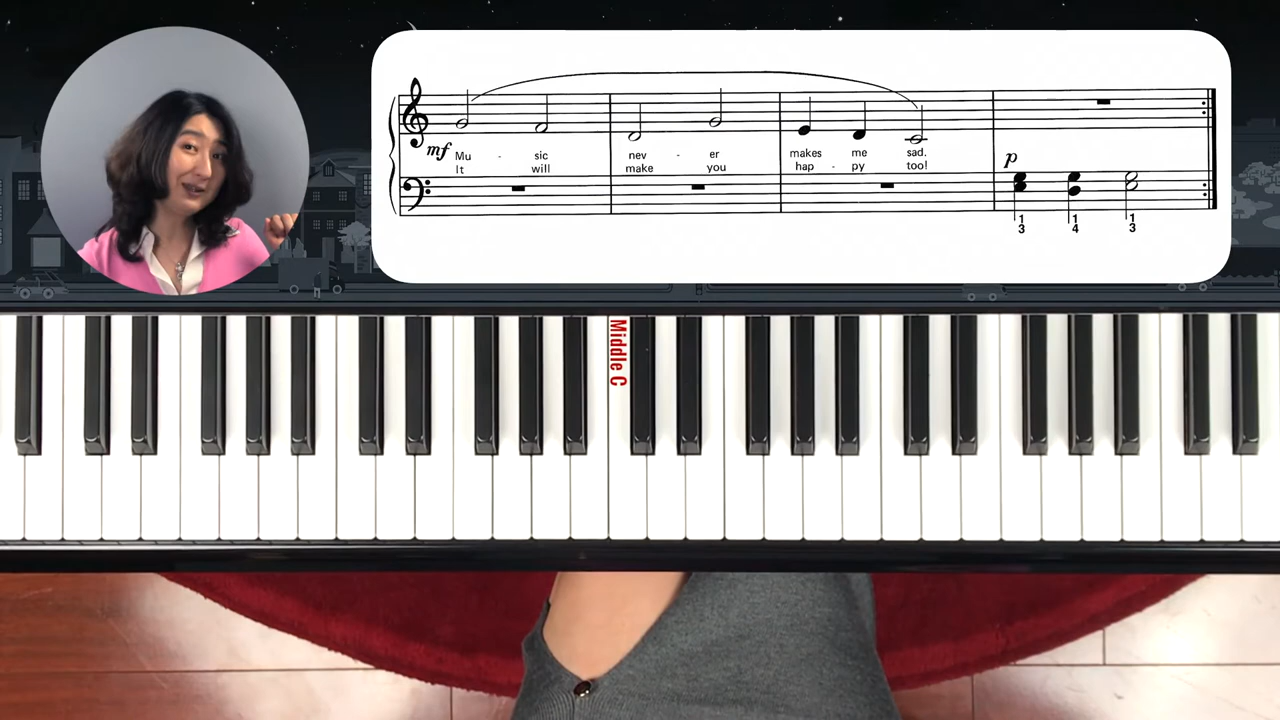 mf Mu - sic nev - er makes me sad.
It will make you hap - py too!
p
1 1 1
3 4 3
Middle C